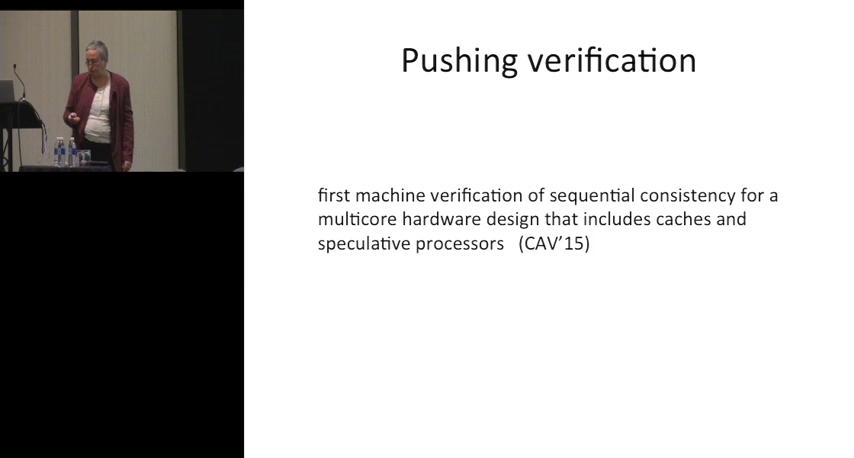 Pushing verification
first machine verification of sequential consistency for a
multicore hardware design that includes caches and
speculative processors (CAV'15)